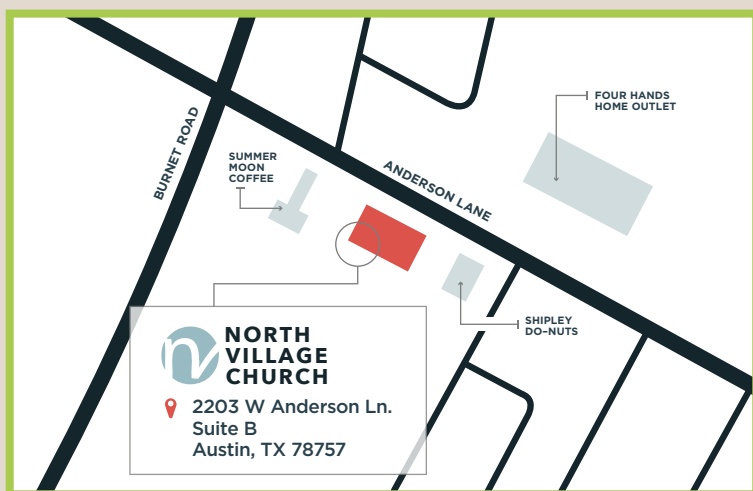 FOUR HANDS
HOME OUTLET
BURNET ROAD
SUMMER
MOON
COFFEE
ANDERSON LANE
SHIPLEY
DO-NUTS
nv
NORTH
VILLAGE
CHURCH
2203 W Anderson Ln.
Suite B
Austin, TX 78757